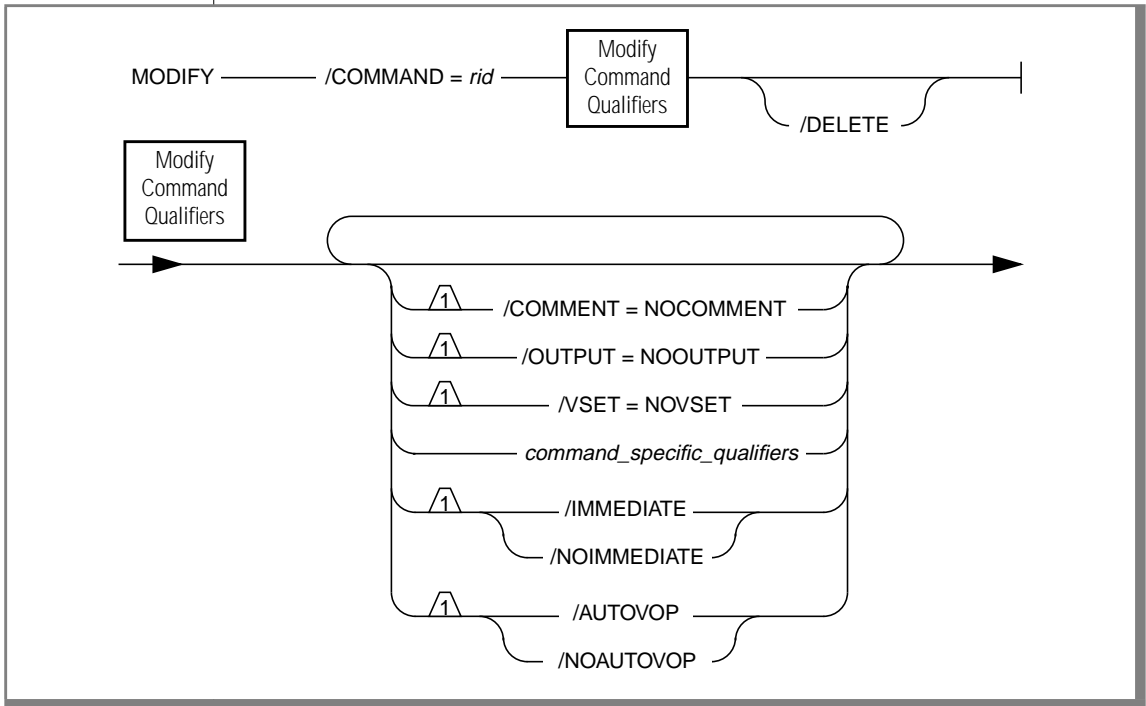 MODIFY /COMMAND = rid Modify Command Qualifiers
/DELETE
Modify
Command
Qualifiers
1 /COMMENT = NOCOMMENT
1 /OUTPUT = NOOUTPUT
1 /VSET = NOVSET
command_specific_qualifiers
1 /IMMEDIATE
/NOIMMEDIATE
1 /AUTOVOP
/NOAUTOVOP